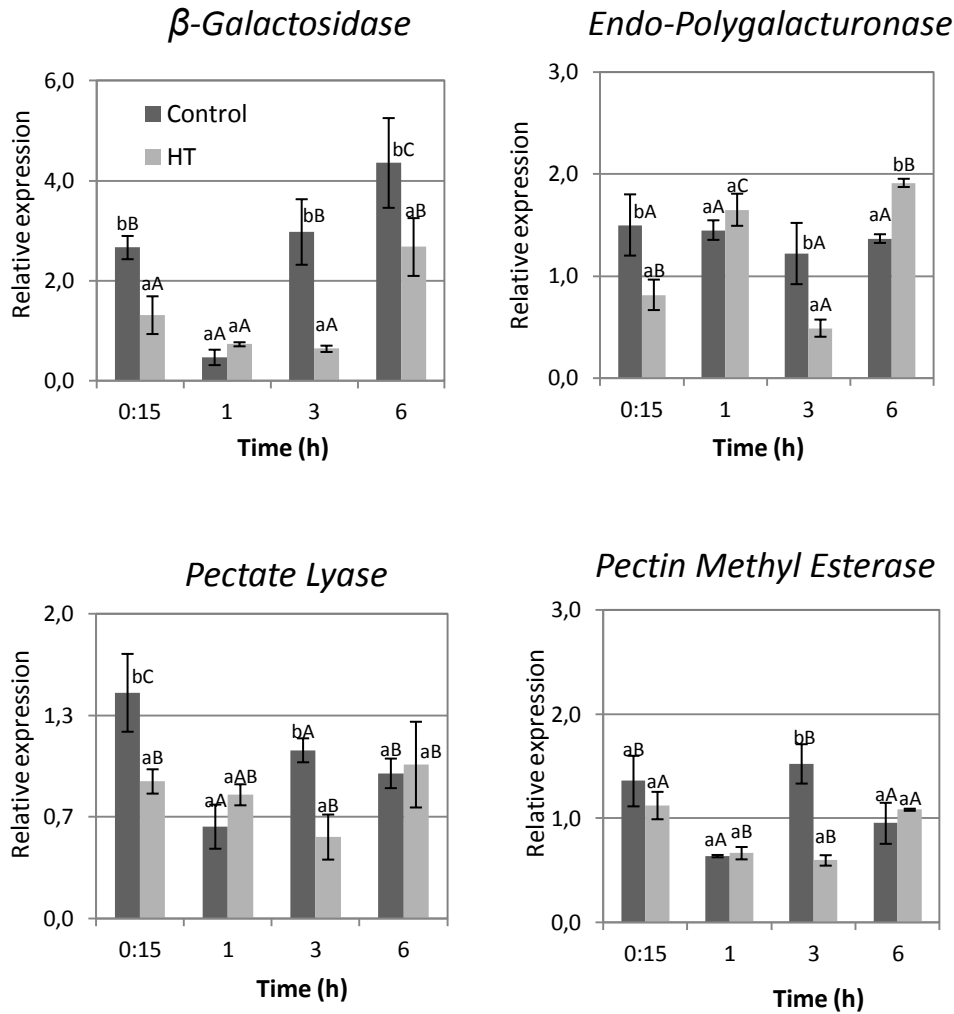 β-Galactosidase
6,0
4,0
2,0
0,0
Relative expression
Control
HT
bB
aA
aA
aA
bB
aA
bC
aB
0:15 1 3 6
Time (h)
Endo-Polygalacturonase
3,0
2,0
1,0
0,0
Relative expression
bA
aB
aA
aC
bA
aA
aA
bB
0:15 1 3 6
Time (h)
Pectate Lyase
2,0
1,3
0,7
0,0
Relative expression
bC
aB
aA
aAB
bA
aB
aB
aB
0:15 1 3 6
Time (h)
Pectin Methyl Esterase
3,0
2,0
1,0
0,0
Relative expression
aB
aA
aA
aB
bB
aB
aA
aA
0:15 1 3 6
Time (h)